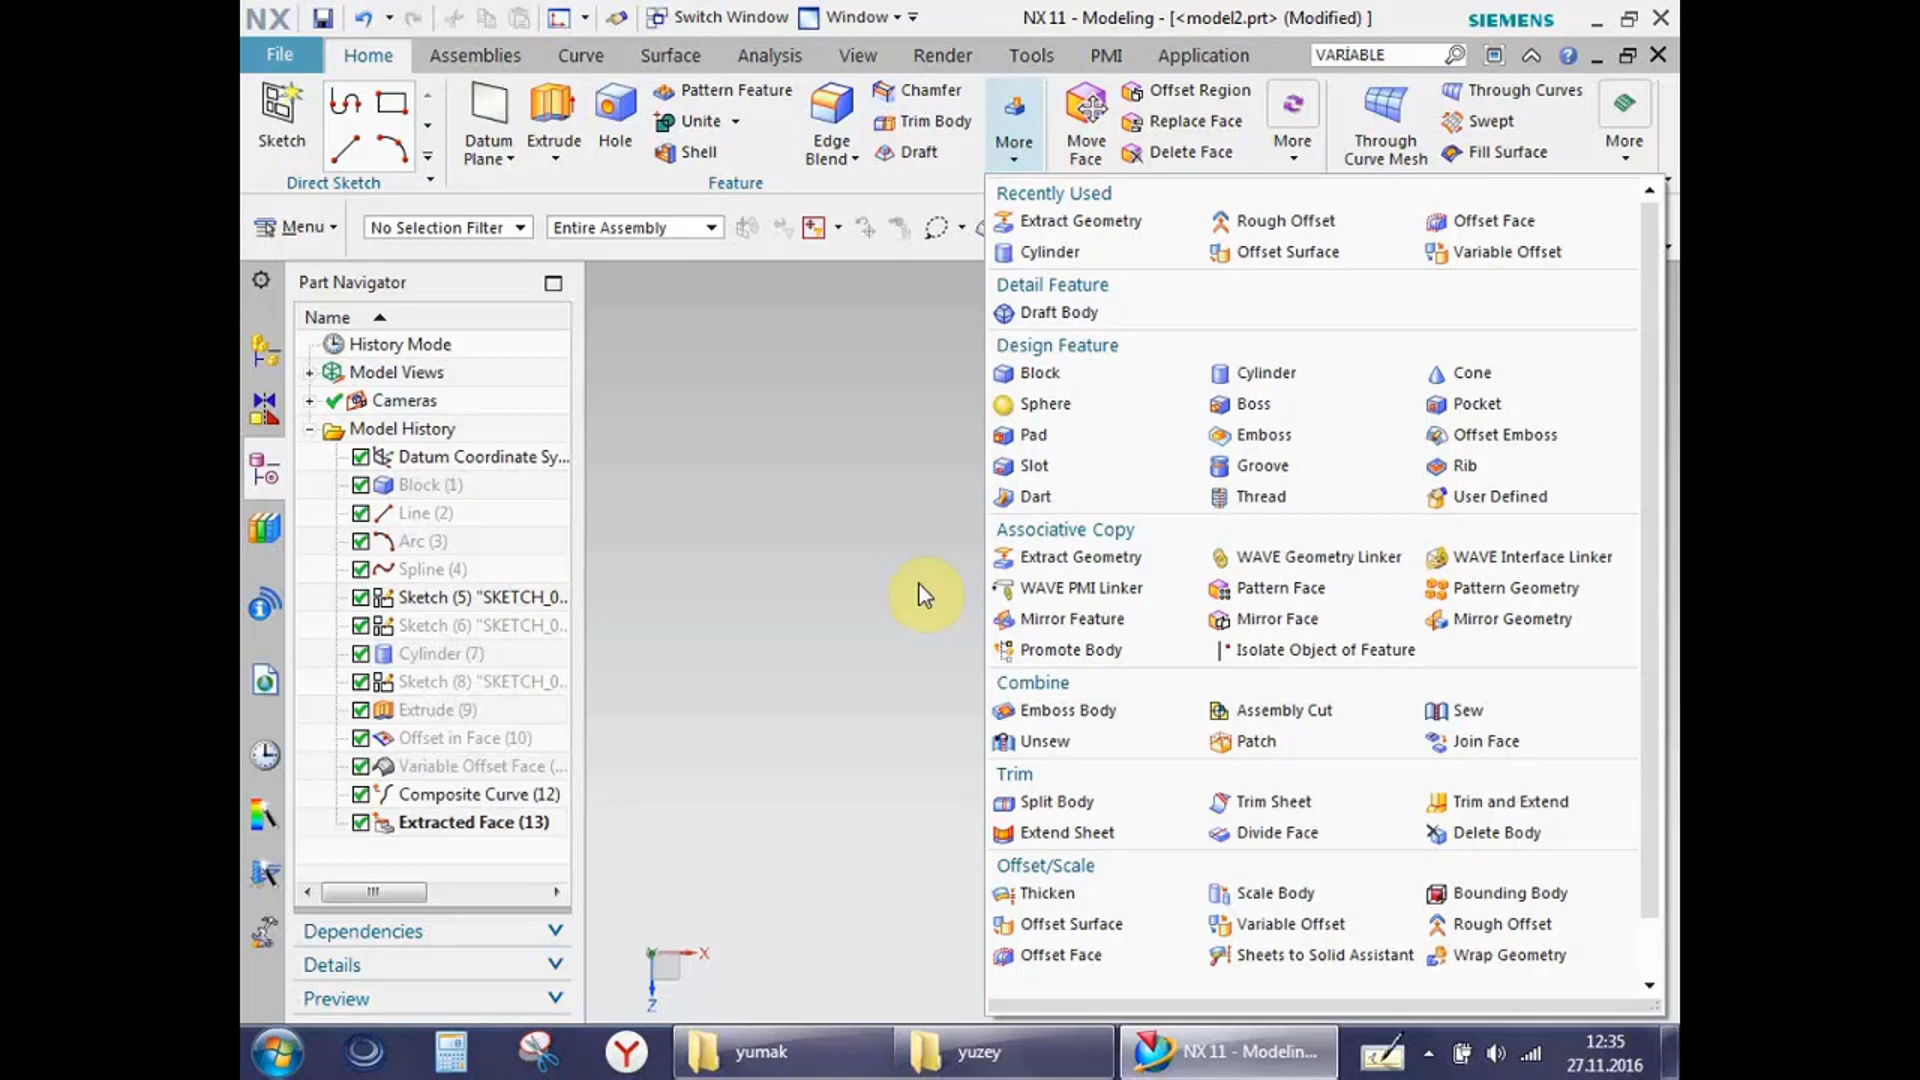 NX Switch Window Window NX 11 - Modeling - [<model2.prt> (Modified) ] SIEMENS
File Home Assemblies Curve Surface Analysis View Render Tools PMI Application VARİABLE
Sketch
Direct Sketch
Datum Plane
Extrude
Hole
Pattern Feature
Unite
Shell
Edge Blend
Chamfer
Trim Body
Draft
Feature
More
Move Face
Offset Region
Replace Face
Delete Face
More
Through Curve Mesh
Through Curves
Swept
Fill Surface
More
Menu No Selection Filter Entire Assembly
Part Navigator
Name
History Mode
Model Views
Cameras
Model History
Datum Coordinate Sy...
Block (1)
Line (2)
Arc (3)
Spline (4)
Sketch (5) "SKETCH_0..
Sketch (6) "SKETCH_0..
Cylinder (7)
Sketch (8) "SKETCH_0..
Extrude (9)
Offset in Face (10)
Variable Offset Face (...
Composite Curve (12)
Extracted Face (13)
Dependencies
Details
Preview
X
Z
Recently Used
Extract Geometry Rough Offset Offset Face
Cylinder Offset Surface Variable Offset
Detail Feature
Draft Body
Design Feature
Block Cylinder Cone
Sphere Boss Pocket
Pad Emboss Offset Emboss
Slot Groove Rib
Dart Thread User Defined
Associative Copy
Extract Geometry WAVE Geometry Linker WAVE Interface Linker
WAVE PMI Linker Pattern Face Pattern Geometry
Mirror Feature Mirror Face Mirror Geometry
Promote Body Isolate Object of Feature
Combine
Emboss Body Assembly Cut Sew
Unsew Patch Join Face
Trim
Split Body Trim Sheet Trim and Extend
Extend Sheet Divide Face Delete Body
Offset/Scale
Thicken Scale Body Bounding Body
Offset Surface Variable Offset Rough Offset
Offset Face Sheets to Solid Assistant Wrap Geometry
yumak yuzey NX 11 - Modelin... 12:35
27.11.2016